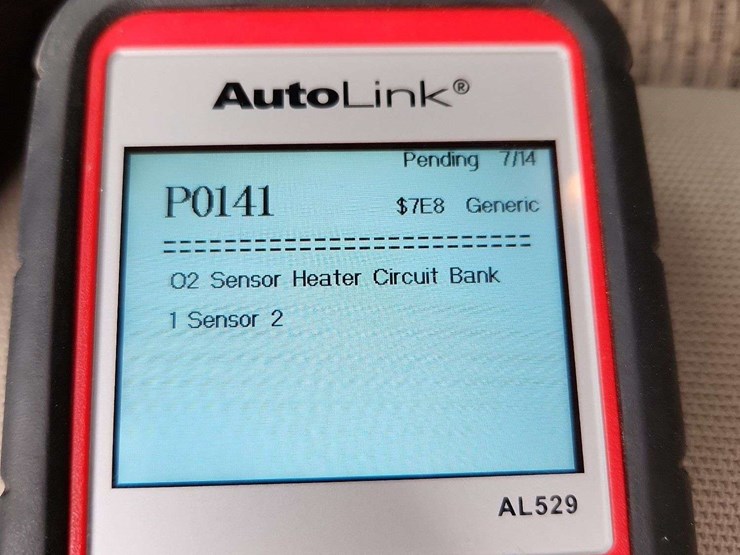 AutoLink®
Pending 7/14
P0141
$7E8 Generic
==========================
O2 Sensor Heater Circuit Bank
1 Sensor 2
AL529